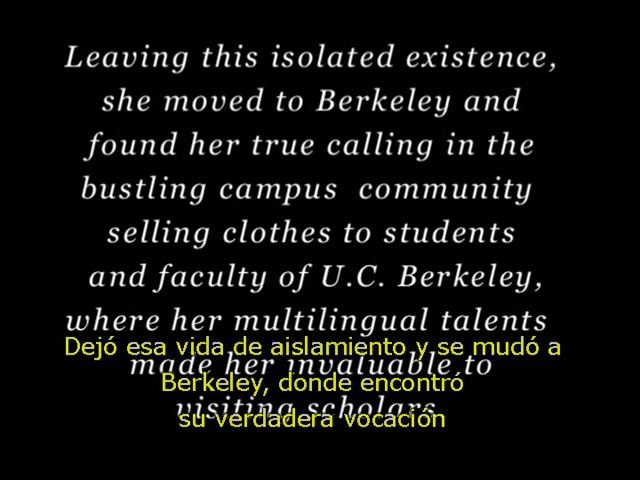 Leaving this isolated existence,
she moved to Berkeley and
found her true calling in the
bustling campus community
selling clothes to students
and faculty of U.C. Berkeley,
where her multilingual talents
made her invaluable to
visiting scholars
Dejó esa vida de aislamiento y se mudó a
Berkeley, donde encontró
su verdadera vocación